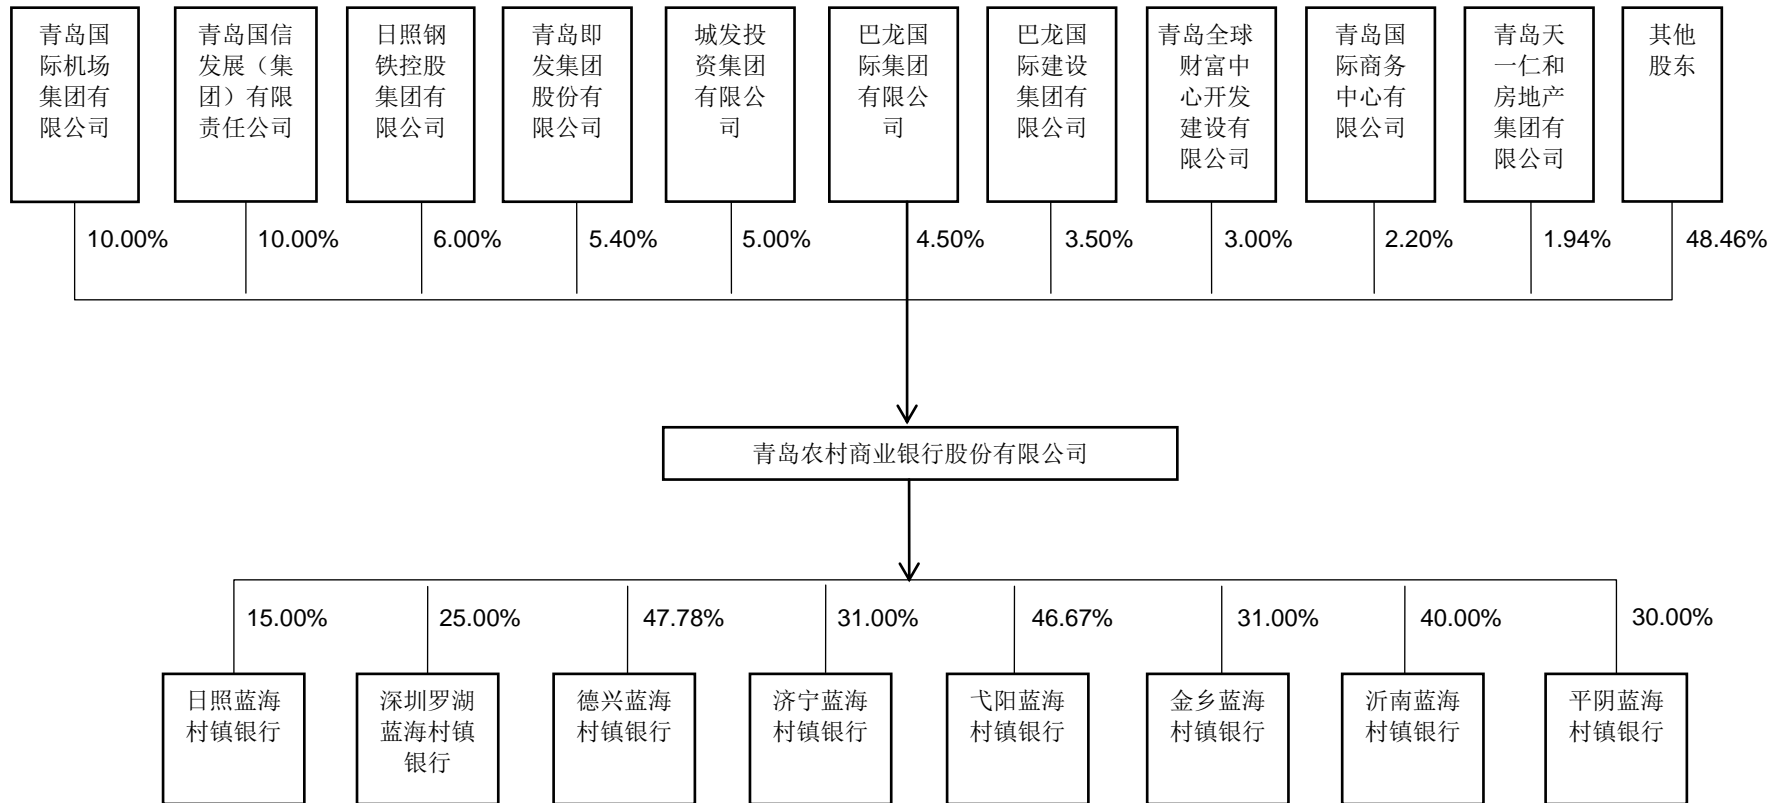 青岛国
际机场
集团有
限公司
青岛国信
发展（集
团）有限
责任公司
日照钢
铁控股
集团有
限公司
青岛即
发集团
股份有
限公司
城发投
资集团
有限公
司
巴龙国
际集团
有限公
司
巴龙国
际建设
集团有
限公司
青岛全球
财富中
心开发
建设有
限公司
青岛国
际商务
中心有
限公司
青岛天
一仁和
房地产
集团有
限公司
其他
股东
10.00%
10.00%
6.00%
5.40%
5.00%
4.50%
3.50%
3.00%
2.20%
1.94%
48.46%
青岛农村商业银行股份有限公司
15.00%
25.00%
47.78%
31.00%
46.67%
31.00%
40.00%
30.00%
日照蓝海
村镇银行
深圳罗湖
蓝海村镇
银行
德兴蓝海
村镇银行
济宁蓝海
村镇银行
弋阳蓝海
村镇银行
金乡蓝海
村镇银行
沂南蓝海
村镇银行
平阴蓝海
村镇银行